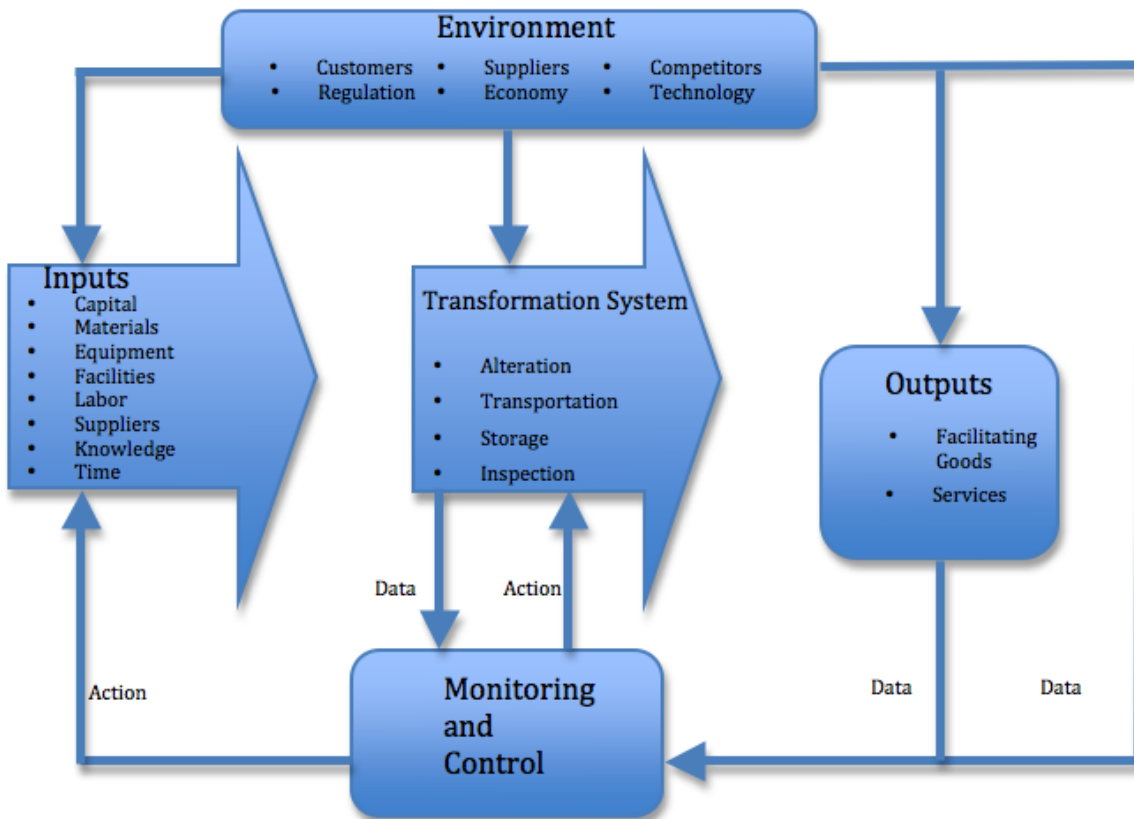 Environment
• Customers • Suppliers • Competitors
• Regulation • Economy • Technology
Inputs
• Capital
• Materials
• Equipment
• Facilities
• Labor
• Suppliers
• Knowledge
• Time
Transformation System
• Alteration
• Transportation
• Storage
• Inspection
Outputs
• Facilitating
Goods
• Services
Data
Action
Action
Data
Data
Monitoring
and
Control